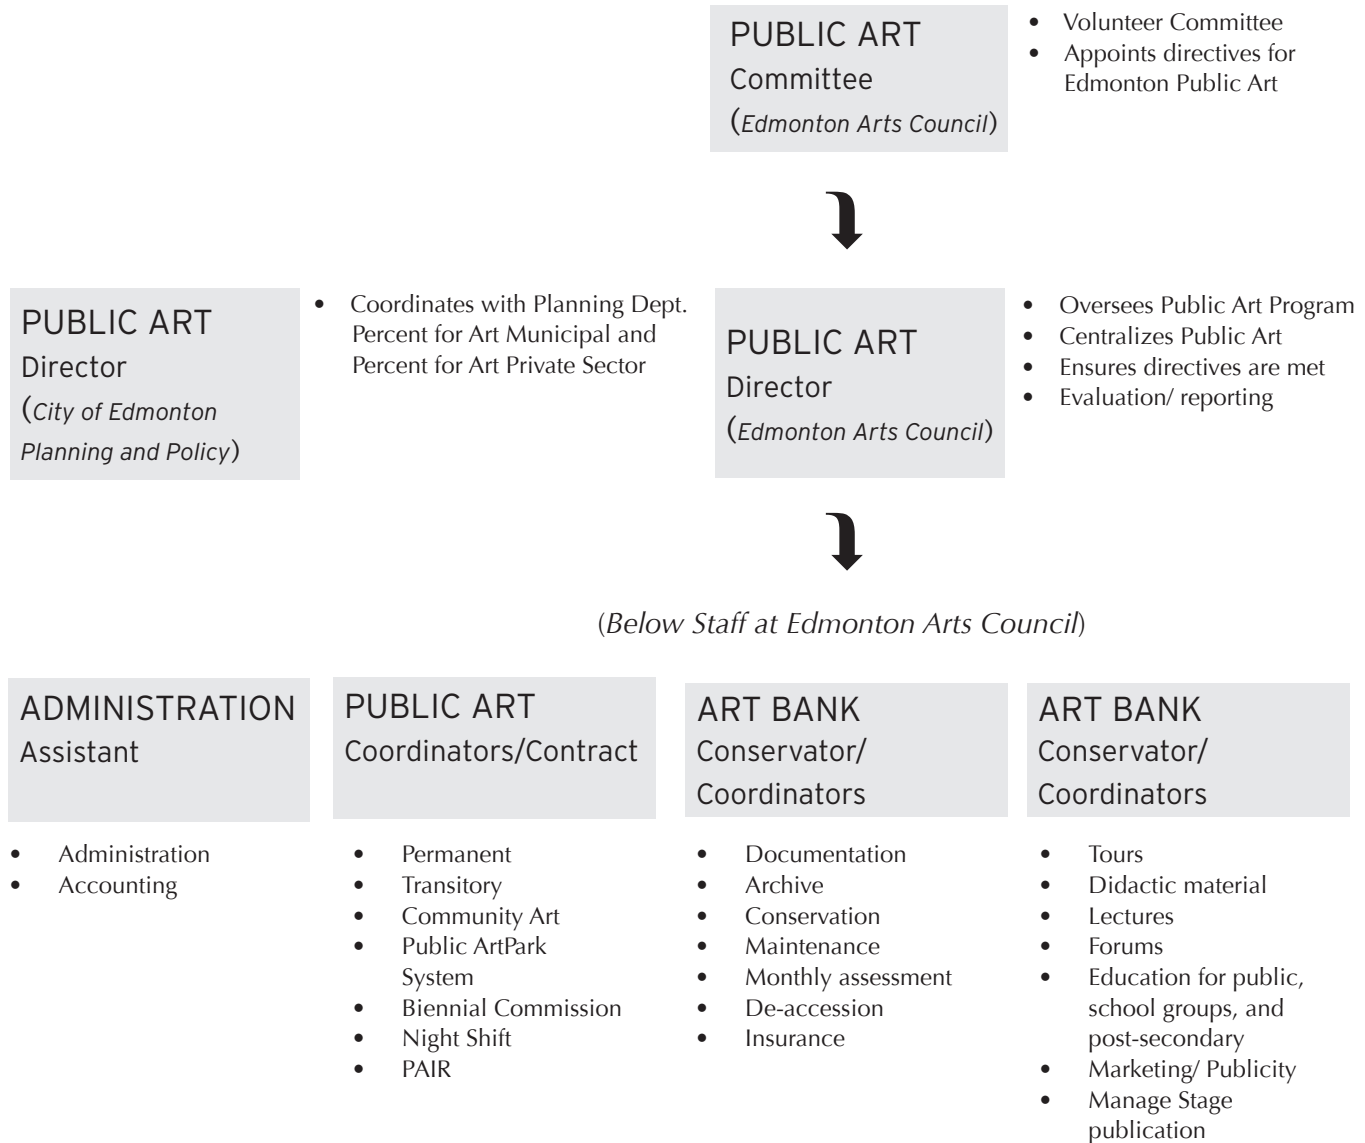 PUBLIC ART
Committee
(Edmonton Arts Council)
• Volunteer Committee
• Appoints directives for
Edmonton Public Art
PUBLIC ART
Director
(City of Edmonton
Planning and Policy)
• Coordinates with Planning Dept.
Percent for Art Municipal and
Percent for Art Private Sector
PUBLIC ART
Director
(Edmonton Arts Council)
• Oversees Public Art Program
• Centralizes Public Art
• Ensures directives are met
• Evaluation/ reporting
(Below Staff at Edmonton Arts Council)
ADMINISTRATION
Assistant
• Administration
• Accounting
PUBLIC ART
Coordinators/Contract
• Permanent
• Transitory
• Community Art
• Public ArtPark
System
• Biennial Commission
• Night Shift
• PAIR
ART BANK
Conservator/
Coordinators
• Documentation
• Archive
• Conservation
• Maintenance
• Monthly assessment
• De-accession
• Insurance
ART BANK
Conservator/
Coordinators
• Tours
• Didactic material
• Lectures
• Forums
• Education for public,
school groups, and
post-secondary
• Marketing/ Publicity
• Manage Stage
publication